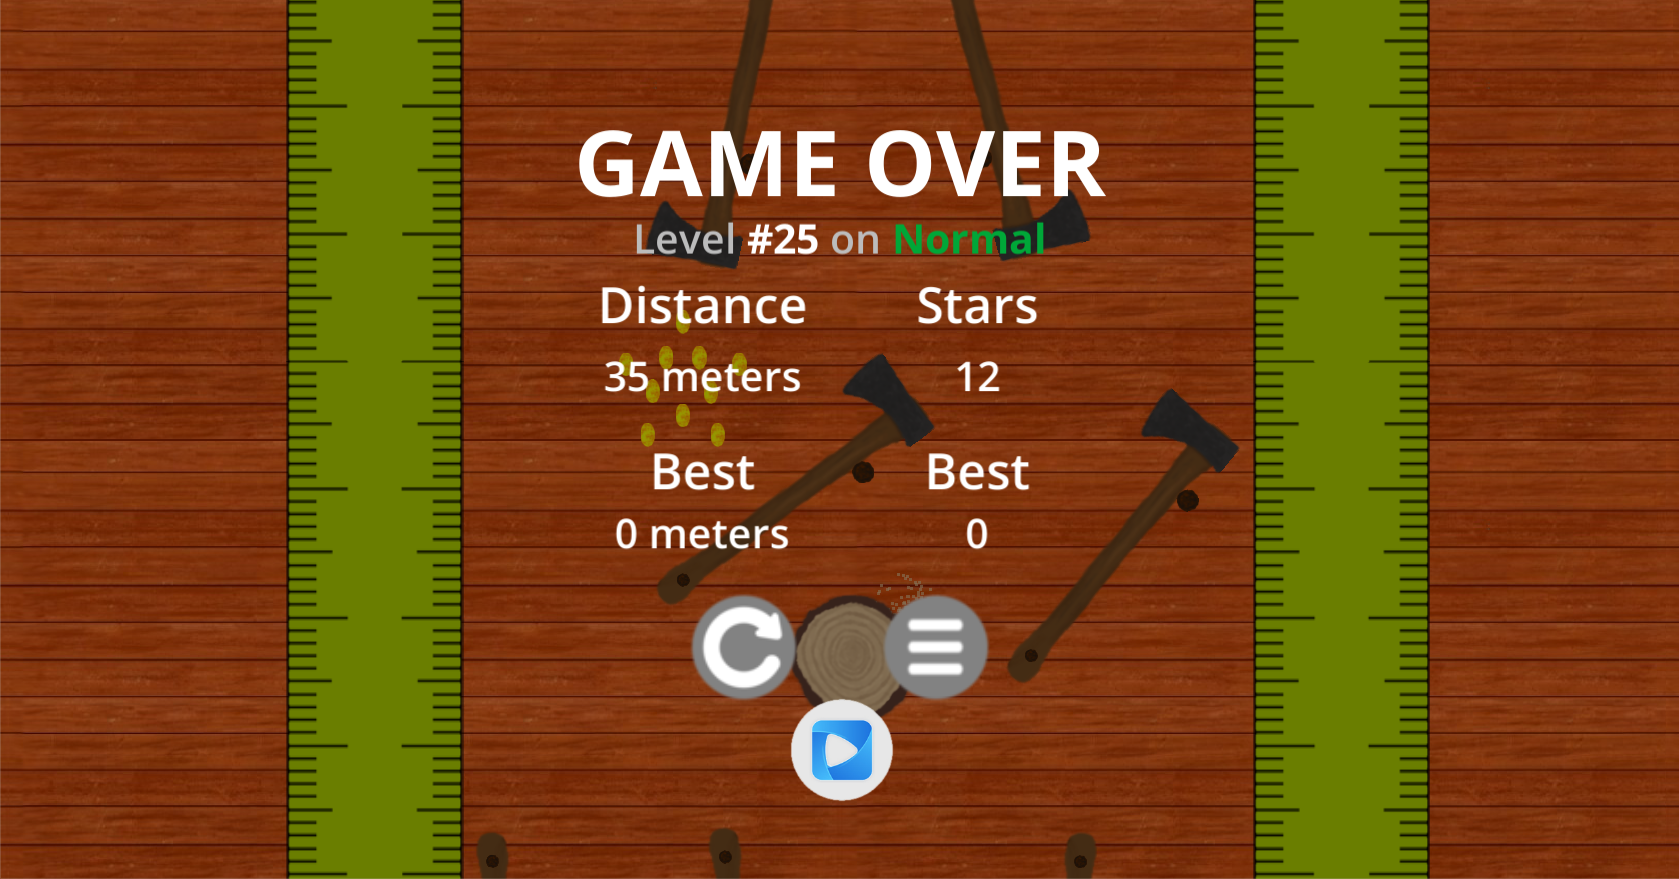 GAME OVER
Level #25 on Normal
Distance Stars
35 meters 12
Best Best
0 meters 0